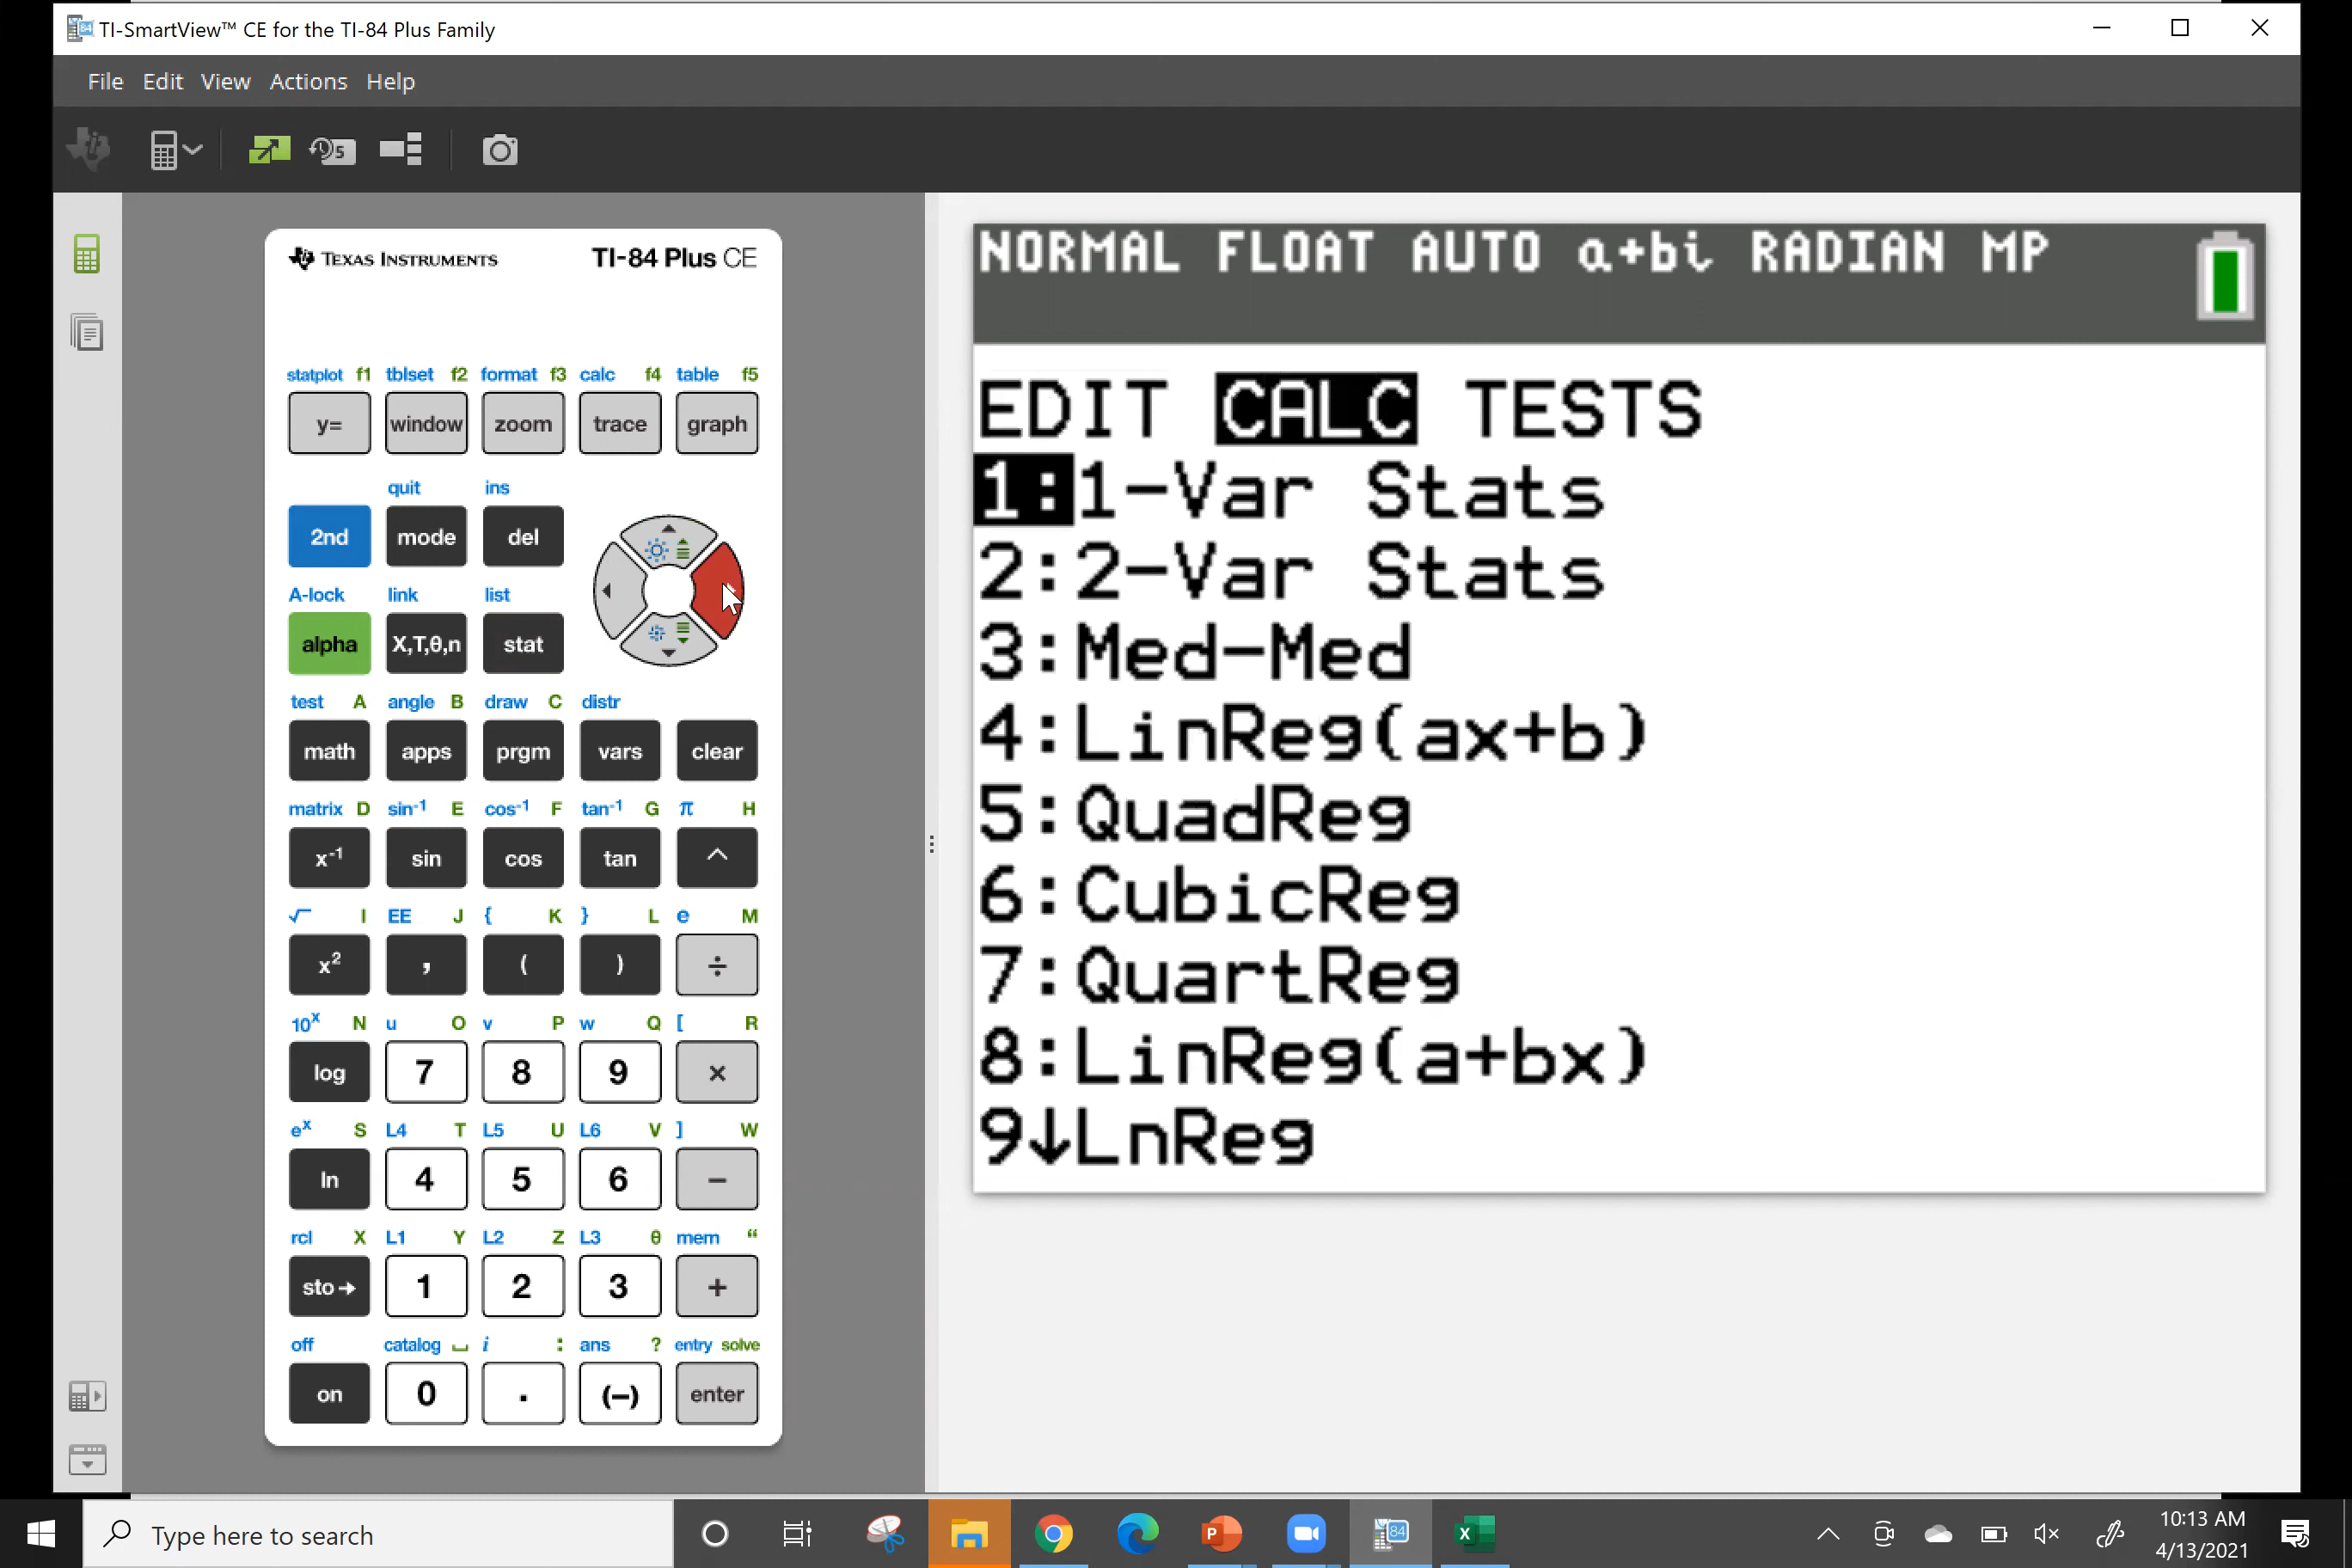 TI-SmartView™ CE for the TI-84 Plus Family
File Edit View Actions Help
5
TEXAS INSTRUMENTS TI-84 Plus CE
statplot f1 tblset f2 format f3 calc f4 table f5
y= window zoom trace graph
quit ins
2nd mode del
A-lock link list
alpha X,T,θ,n stat
test A angle B draw C distr
math apps prgm vars clear
matrix D sin⁻¹ E cos⁻¹ F tan⁻¹ G π H
x⁻¹ sin cos tan ^
√ I EE J { K } L e M
x² , ( ) ÷
10ˣ N u O v P w Q [ R
log 7 8 9 ×
eˣ S L4 T L5 U L6 V ] W
ln 4 5 6 −
rcl X L1 Y L2 Z L3 θ mem “
sto→ 1 2 3 +
off catalog ⎵ i : ans ? entry solve
on 0 . (−) enter
NORMAL FLOAT AUTO a+bi RADIAN MP
EDIT CALC TESTS
1:1-Var Stats
2:2-Var Stats
3:Med-Med
4:LinReg(ax+b)
5:QuadReg
6:CubicReg
7:QuartReg
8:LinReg(a+bx)
9↓LnReg
Type here to search
P
84
X
10:13 AM
4/13/2021